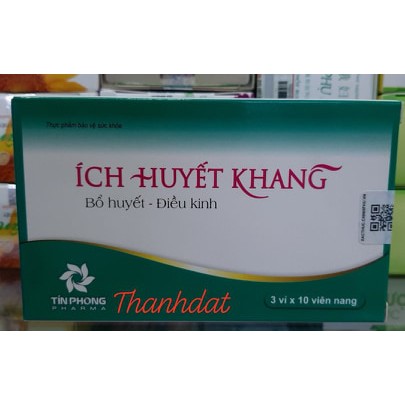 Thực phẩm bảo vệ sức khỏe
ÍCH HUYẾT KHANG
Bổ huyết - Điều kinh
TÍN PHONG
PHARMA
Thanhdat
3 vỉ x 10 viên nang